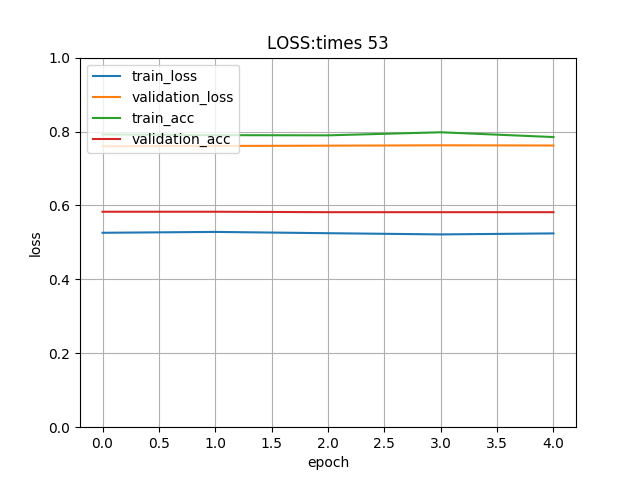 LOSS:times 53
1.0
0.8
0.6
0.4
0.2
0.0
loss
train_loss
validation_loss
train_acc
validation_acc
0.0 0.5 1.0 1.5 2.0 2.5 3.0 3.5 4.0
epoch